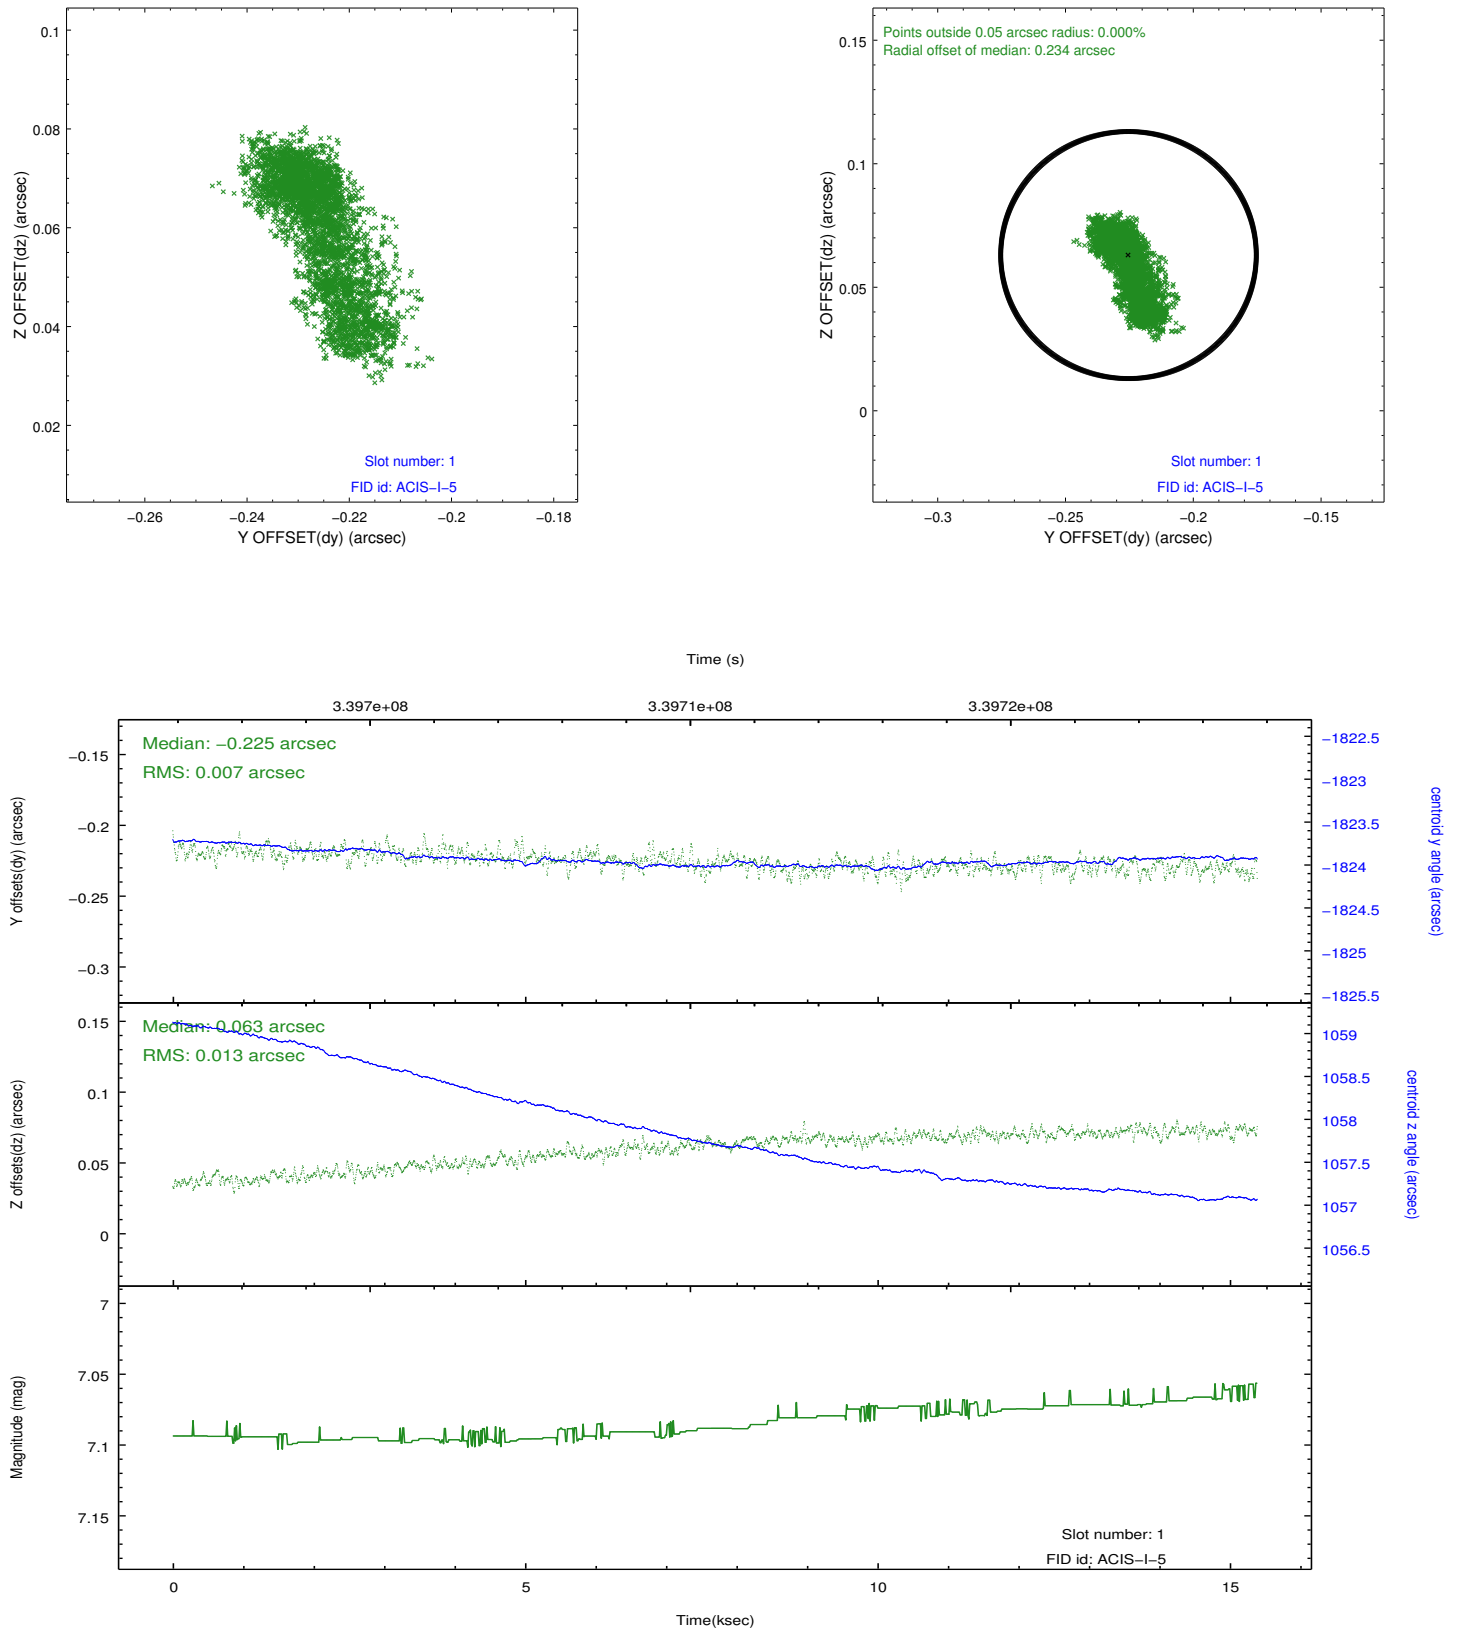 0.1
0.08
0.06
0.04
0.02
Z OFFSET(dz) (arcsec)
Slot number: 1
FID id: ACIS−I−5
−0.26 −0.24 −0.22 −0.2 −0.18
Y OFFSET(dy) (arcsec)
Points outside 0.05 arcsec radius: 0.000%
Radial offset of median: 0.234 arcsec
0.15
0.1
0.05
0
Z OFFSET(dz) (arcsec)
Slot number: 1
FID id: ACIS−I−5
−0.3 −0.25 −0.2 −0.15
Y OFFSET(dy) (arcsec)
Time (s)
3.397e+08 3.3971e+08 3.3972e+08
Median: −0.225 arcsec
RMS: 0.007 arcsec
−0.15
−0.2
−0.25
−0.3
Y offsets(dy) (arcsec)
−1822.5
−1823
−1823.5
−1824
−1824.5
−1825
−1825.5
centroid y angle (arcsec)
Median: 0.063 arcsec
RMS: 0.013 arcsec
0.15
0.1
0.05
0
Z offsets(dz) (arcsec)
1059
1058.5
1058
1057.5
1057
1056.5
centroid z angle (arcsec)
7
7.05
7.1
7.15
Magnitude (mag)
Slot number: 1
FID id: ACIS−I−5
0 5 10 15
Time(ksec)